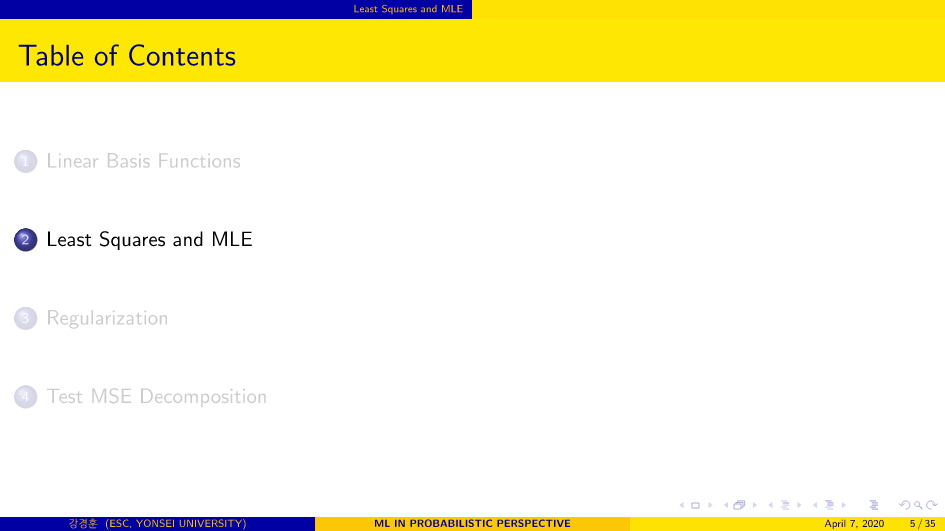 Least Squares and MLE
Table of Contents
1 Linear Basis Functions
2 Least Squares and MLE
3 Regularization
4 Test MSE Decomposition
강경훈 (ESC, YONSEI UNIVERSITY)
ML IN PROBABILISTIC PERSPECTIVE
April 7, 2020
5 / 35